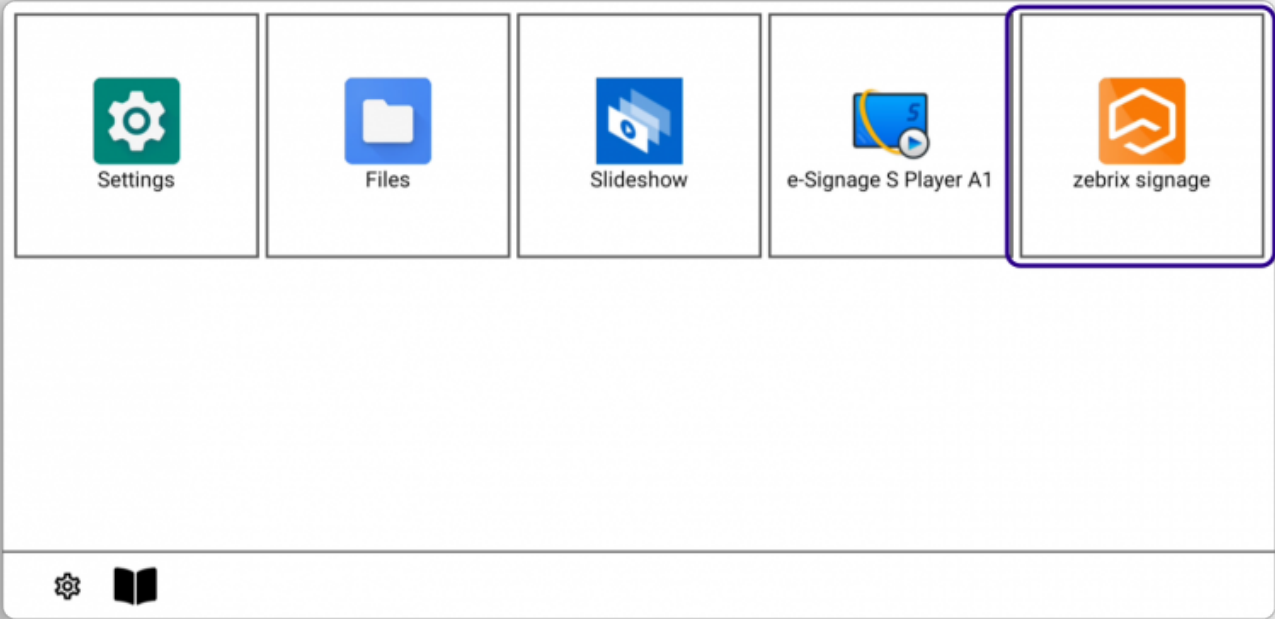 Settings
Files
Slideshow
S
e-Signage S Player A1
zebrix signage